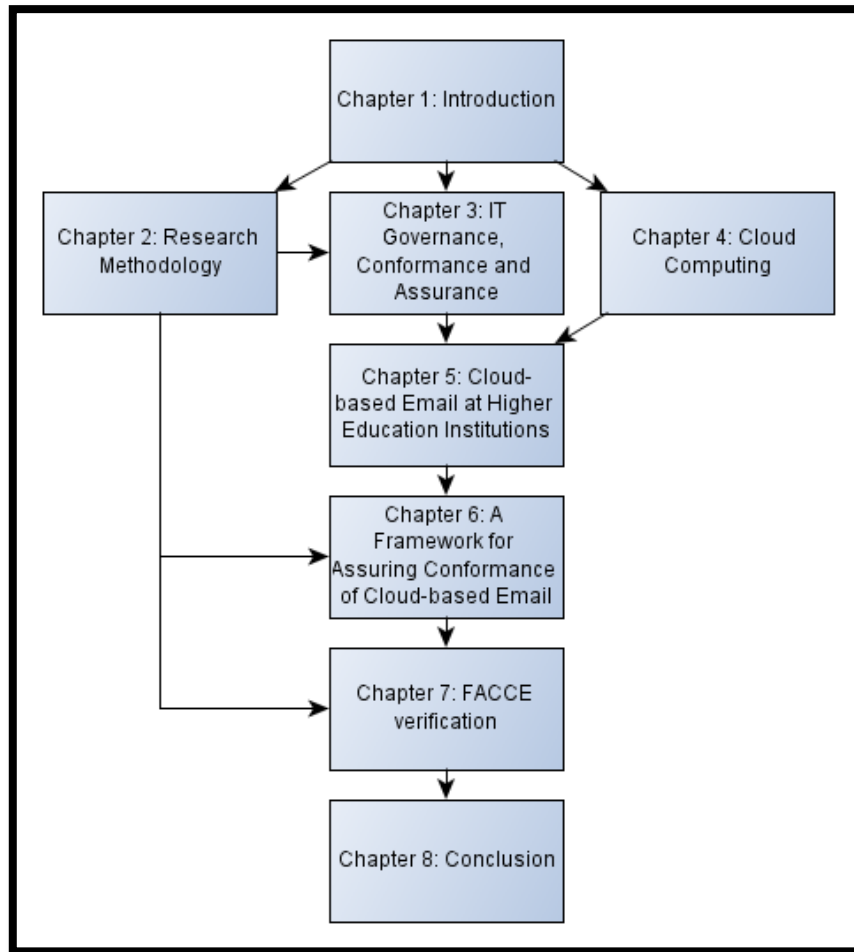 Chapter 1: Introduction
Chapter 2: Research
Methodology
Chapter 3: IT
Governance,
Conformance and
Assurance
Chapter 4: Cloud
Computing
Chapter 5: Cloud-
based Email at Higher
Education Institutions
Chapter 6: A
Framework for
Assuring Conformance
of Cloud-based Email
Chapter 7: FACCE
verification
Chapter 8: Conclusion